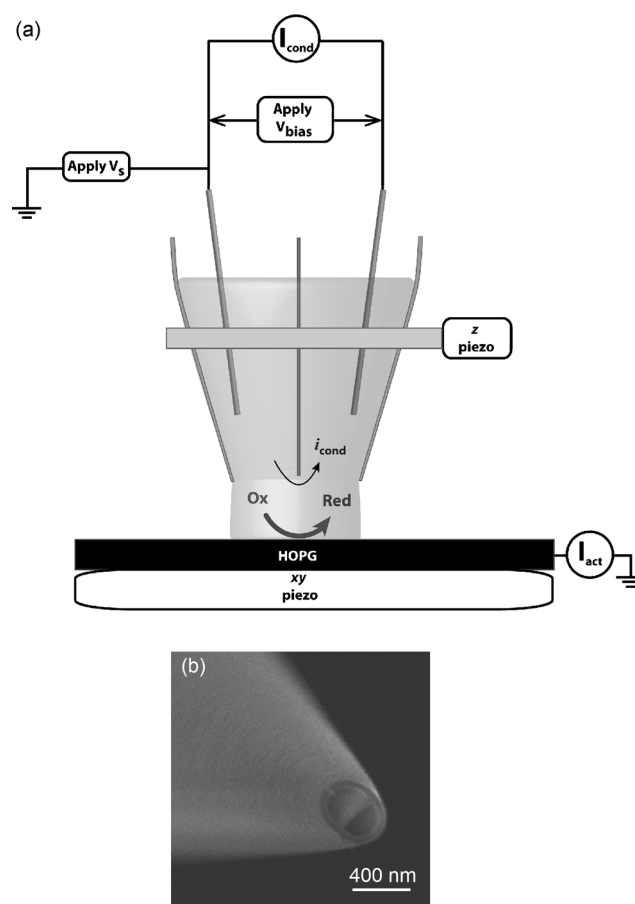 (a)
Icond
Apply
Vbias
Apply Vs
z
piezo
icond
Ox Red
HOPG
Iact
xy
piezo
(b)
400 nm